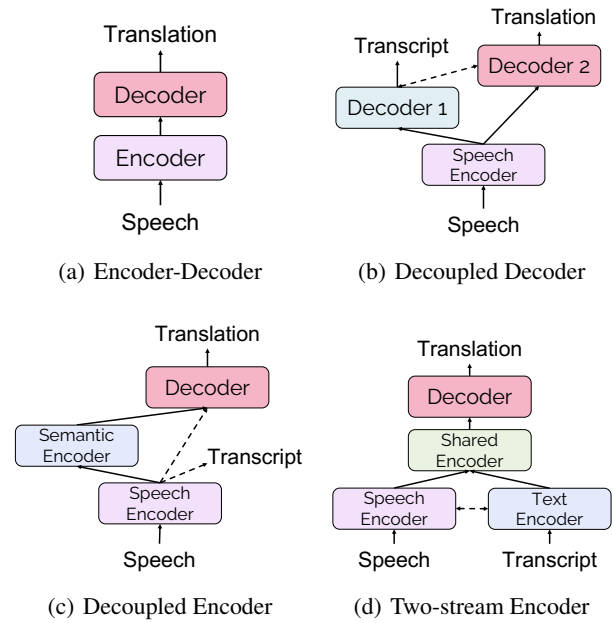 Translation
Decoder
Encoder
Speech
(a) Encoder-Decoder
Translation
Transcript
Decoder 2
Decoder 1
Speech
Encoder
Speech
(b) Decoupled Decoder
Translation
Decoder
Semantic
Encoder
Transcript
Speech
Encoder
Speech
(c) Decoupled Encoder
Translation
Decoder
Shared
Encoder
Speech
Encoder
Text
Encoder
Speech
Transcript
(d) Two-stream Encoder